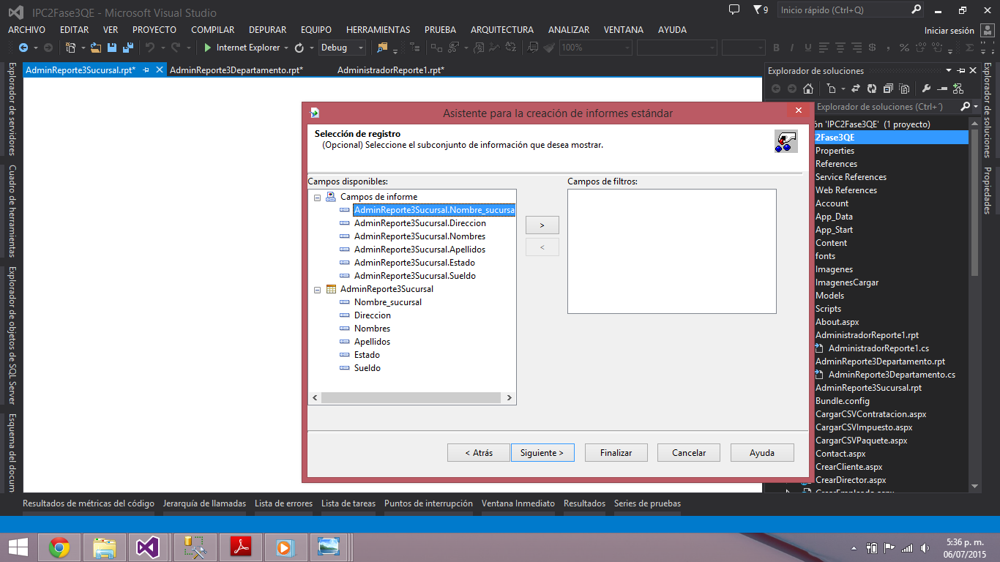 IPC2Fase3QE - Microsoft Visual Studio
9
Inicio rápido (Ctrl+Q)
ARCHIVO EDITAR VER PROYECTO COMPILAR DEPURAR EQUIPO HERRAMIENTAS PRUEBA ARQUITECTURA ANALIZAR VENTANA AYUDA
Iniciar sesión
Internet Explorer Debug 100%
AdminReporte3Sucursal.rpt* AdminReporte3Departamento.rpt* AdministradorReporte1.rpt*
Explorador de servidores
Cuadro de herramientas
Explorador de objetos de SQL Server
Esquema del docum
Asistente para la creación de informes estándar
Selección de registro
(Opcional) Seleccione el subconjunto de información que desea mostrar.
Campos disponibles:
Campos de informe
AdminReporte3Sucursal.Nombre_sucursa
AdminReporte3Sucursal.Direccion
AdminReporte3Sucursal.Nombres
AdminReporte3Sucursal.Apellidos
AdminReporte3Sucursal.Estado
AdminReporte3Sucursal.Sueldo
AdminReporte3Sucursal
Nombre_sucursal
Direccion
Nombres
Apellidos
Estado
Sueldo
>
<
Campos de filtros:
< Atrás Siguiente > Finalizar Cancelar Ayuda
Explorador de soluciones
Explorador de soluciones (Ctrl+´)
ón 'IPC2Fase3QE' (1 proyecto)
C2Fase3QE
Properties
References
Service References
Web References
Account
App_Data
App_Start
Content
fonts
Imagenes
ImagenesCargar
Models
Scripts
About.aspx
AdministradorReporte1.rpt
AdministradorReporte1.cs
AdminReporte3Departamento.rpt
AdminReporte3Departamento.cs
AdminReporte3Sucursal.rpt
Bundle.config
CargarCSVContratacion.aspx
CargarCSVImpuesto.aspx
CargarCSVPaquete.aspx
Contact.aspx
CrearCliente.aspx
CrearDirector.aspx
CrearEmpleado.aspx
Explorador de soluciones
Propiedades
Resultados de métricas del código Jerarquía de llamadas Lista de errores Lista de tareas Puntos de interrupción Ventana Inmediato Resultados Series de pruebas
5:36 p. m.
06/07/2015